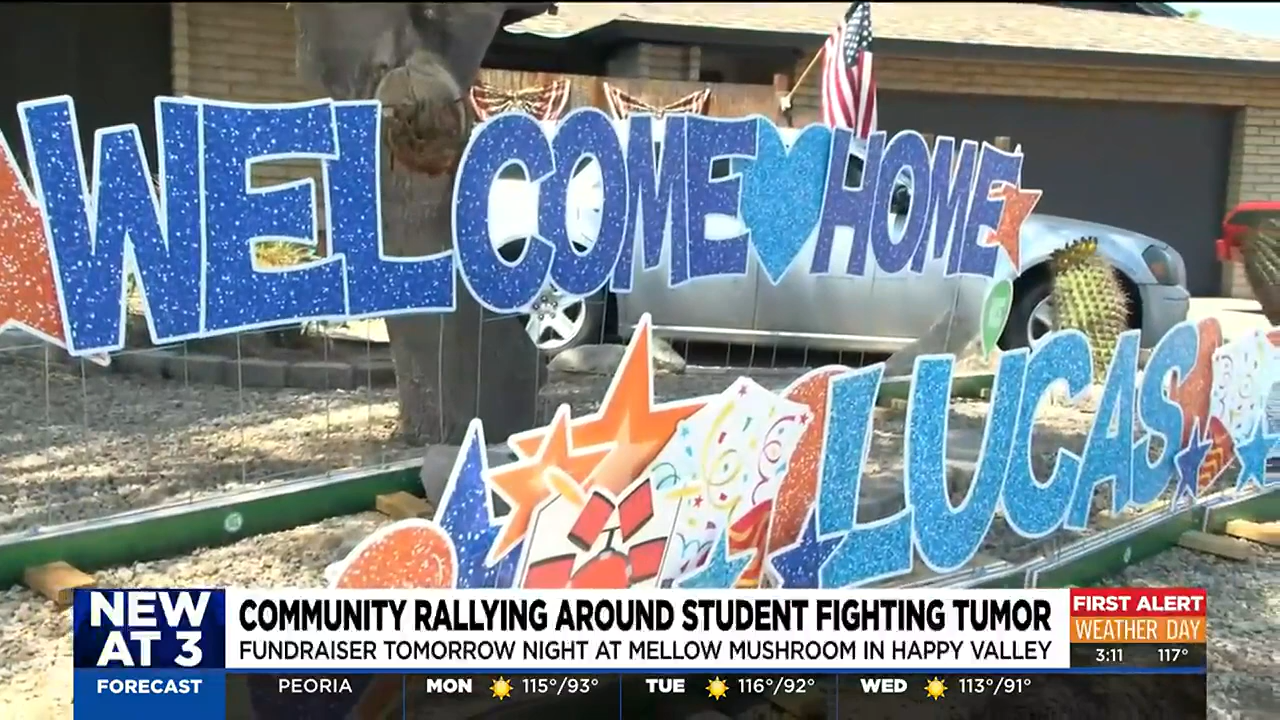 WELCOME HOME
LUCAS
NEW AT 3
COMMUNITY RALLYING AROUND STUDENT FIGHTING TUMOR
FUNDRAISER TOMORROW NIGHT AT MELLOW MUSHROOM IN HAPPY VALLEY
FIRST ALERT
WEATHER DAY
3:11 117°
FORECAST PEORIA MON 115°/93° TUE 116°/92° WED 113°/91°